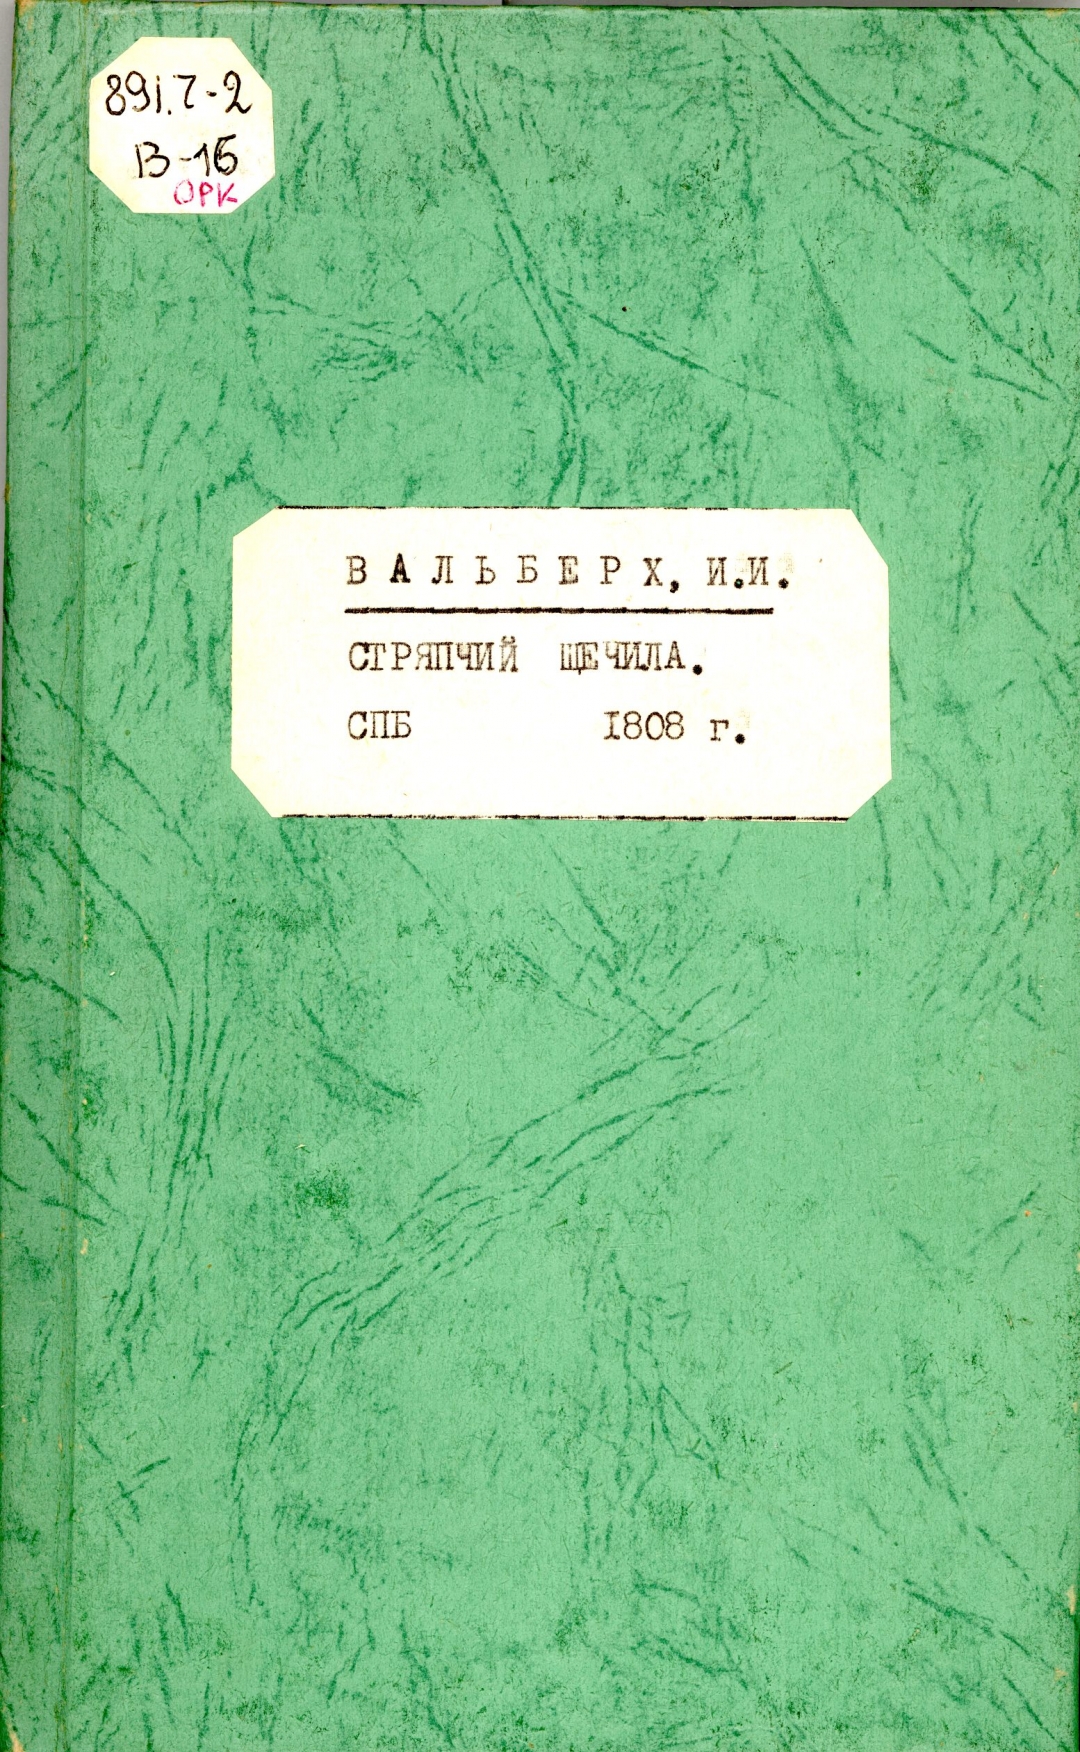 891.7-2
В-16
ОРК
ВАЛЬБЕРХ, И.И.
СТРЯПЧИЙ ЩЕЧИЛА.
СПБ 1808 г.